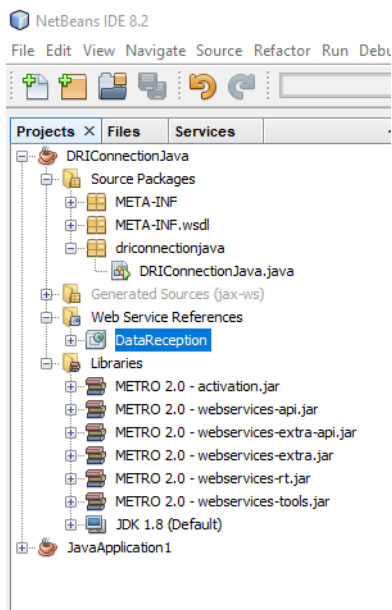 NetBeans IDE 8.2
File Edit View Navigate Source Refactor Run Debu
Projects × Files Services
DRIConnectionJava
Source Packages
META-INF
META-INF.wsdl
driconnectionjava
DRIConnectionJava.java
Generated Sources (jax-ws)
Web Service References
DataReception
Libraries
METRO 2.0 - activation.jar
METRO 2.0 - webservices-api.jar
METRO 2.0 - webservices-extra-api.jar
METRO 2.0 - webservices-extra.jar
METRO 2.0 - webservices-rt.jar
METRO 2.0 - webservices-tools.jar
JDK 1.8 (Default)
JavaApplication1